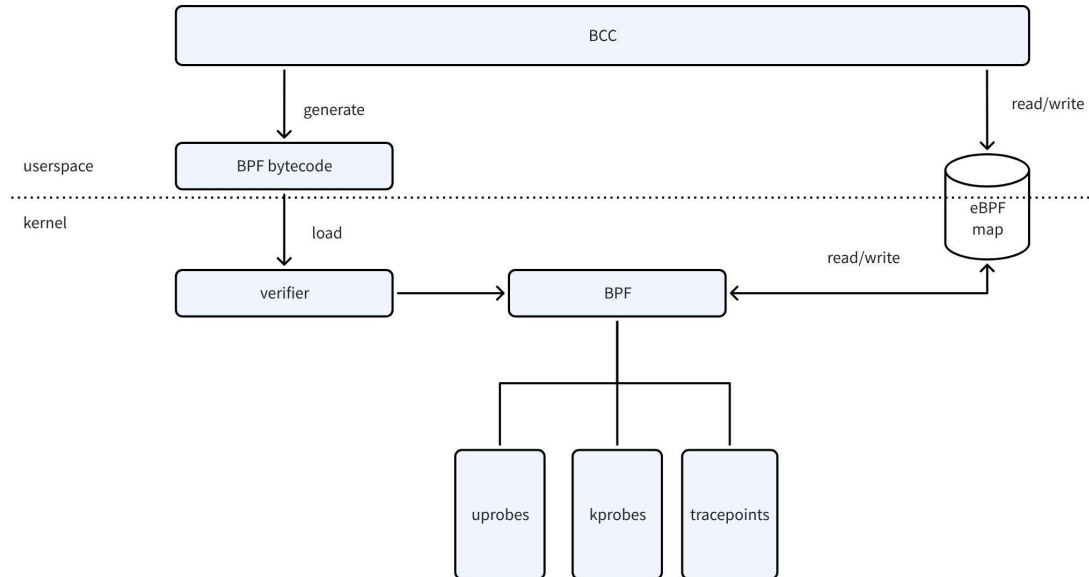 BCC
generate
read/write
userspace
BPF bytecode
kernel
eBPF
map
load
read/write
verifier
BPF
uprobes
kprobes
tracepoints